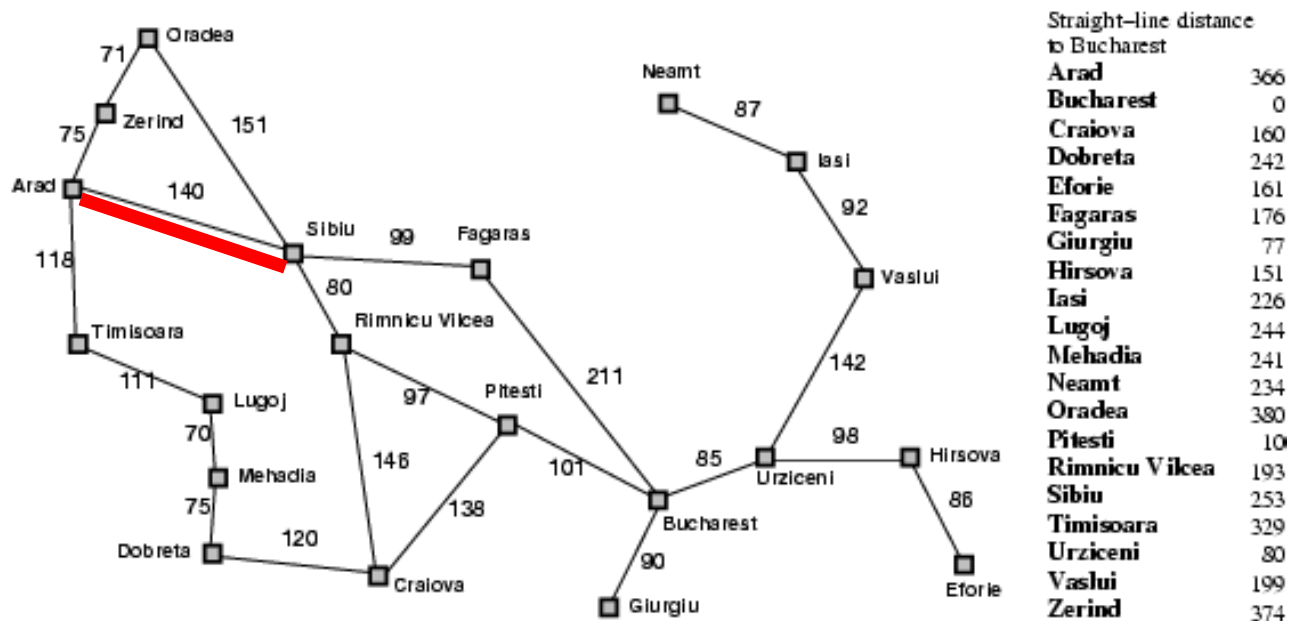 Oradea
71
Neamt
87
Zerind
151
75
Iasi
Arad
140
92
Sibiu
99
Fagaras
118
80
Vaslui
Timisoara
Rimnicu Vilcea
142
111
211
Pitesti
Lugoj
97
70
98
Hirsova
146
85
101
Urziceni
Mehadia
86
75
138
Bucharest
120
Dobreta
90
Craiova
Eforie
Giurgiu
Straight–line distance
to Bucharest
Arad 366
Bucharest 0
Craiova 160
Dobreta 242
Eforie 161
Fagaras 176
Giurgiu 77
Hirsova 151
Iasi 226
Lugoj 244
Mehadia 241
Neamt 234
Oradea 380
Pitesti 10
Rimnicu Vilcea 193
Sibiu 253
Timisoara 329
Urziceni 80
Vaslui 199
Zerind 374